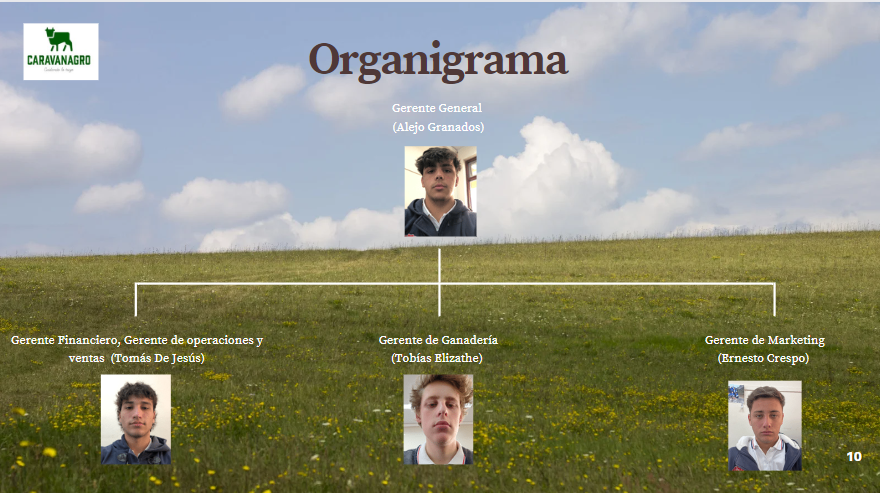 CARAVANAGRO
Organigrama
Gerente General
(Alejo Granados)
Gerente Financiero, Gerente de operaciones y
ventas (Tomás De Jesús)
Gerente de Ganadería
(Tobías Elizathe)
Gerente de Marketing
(Ernesto Crespo)
10